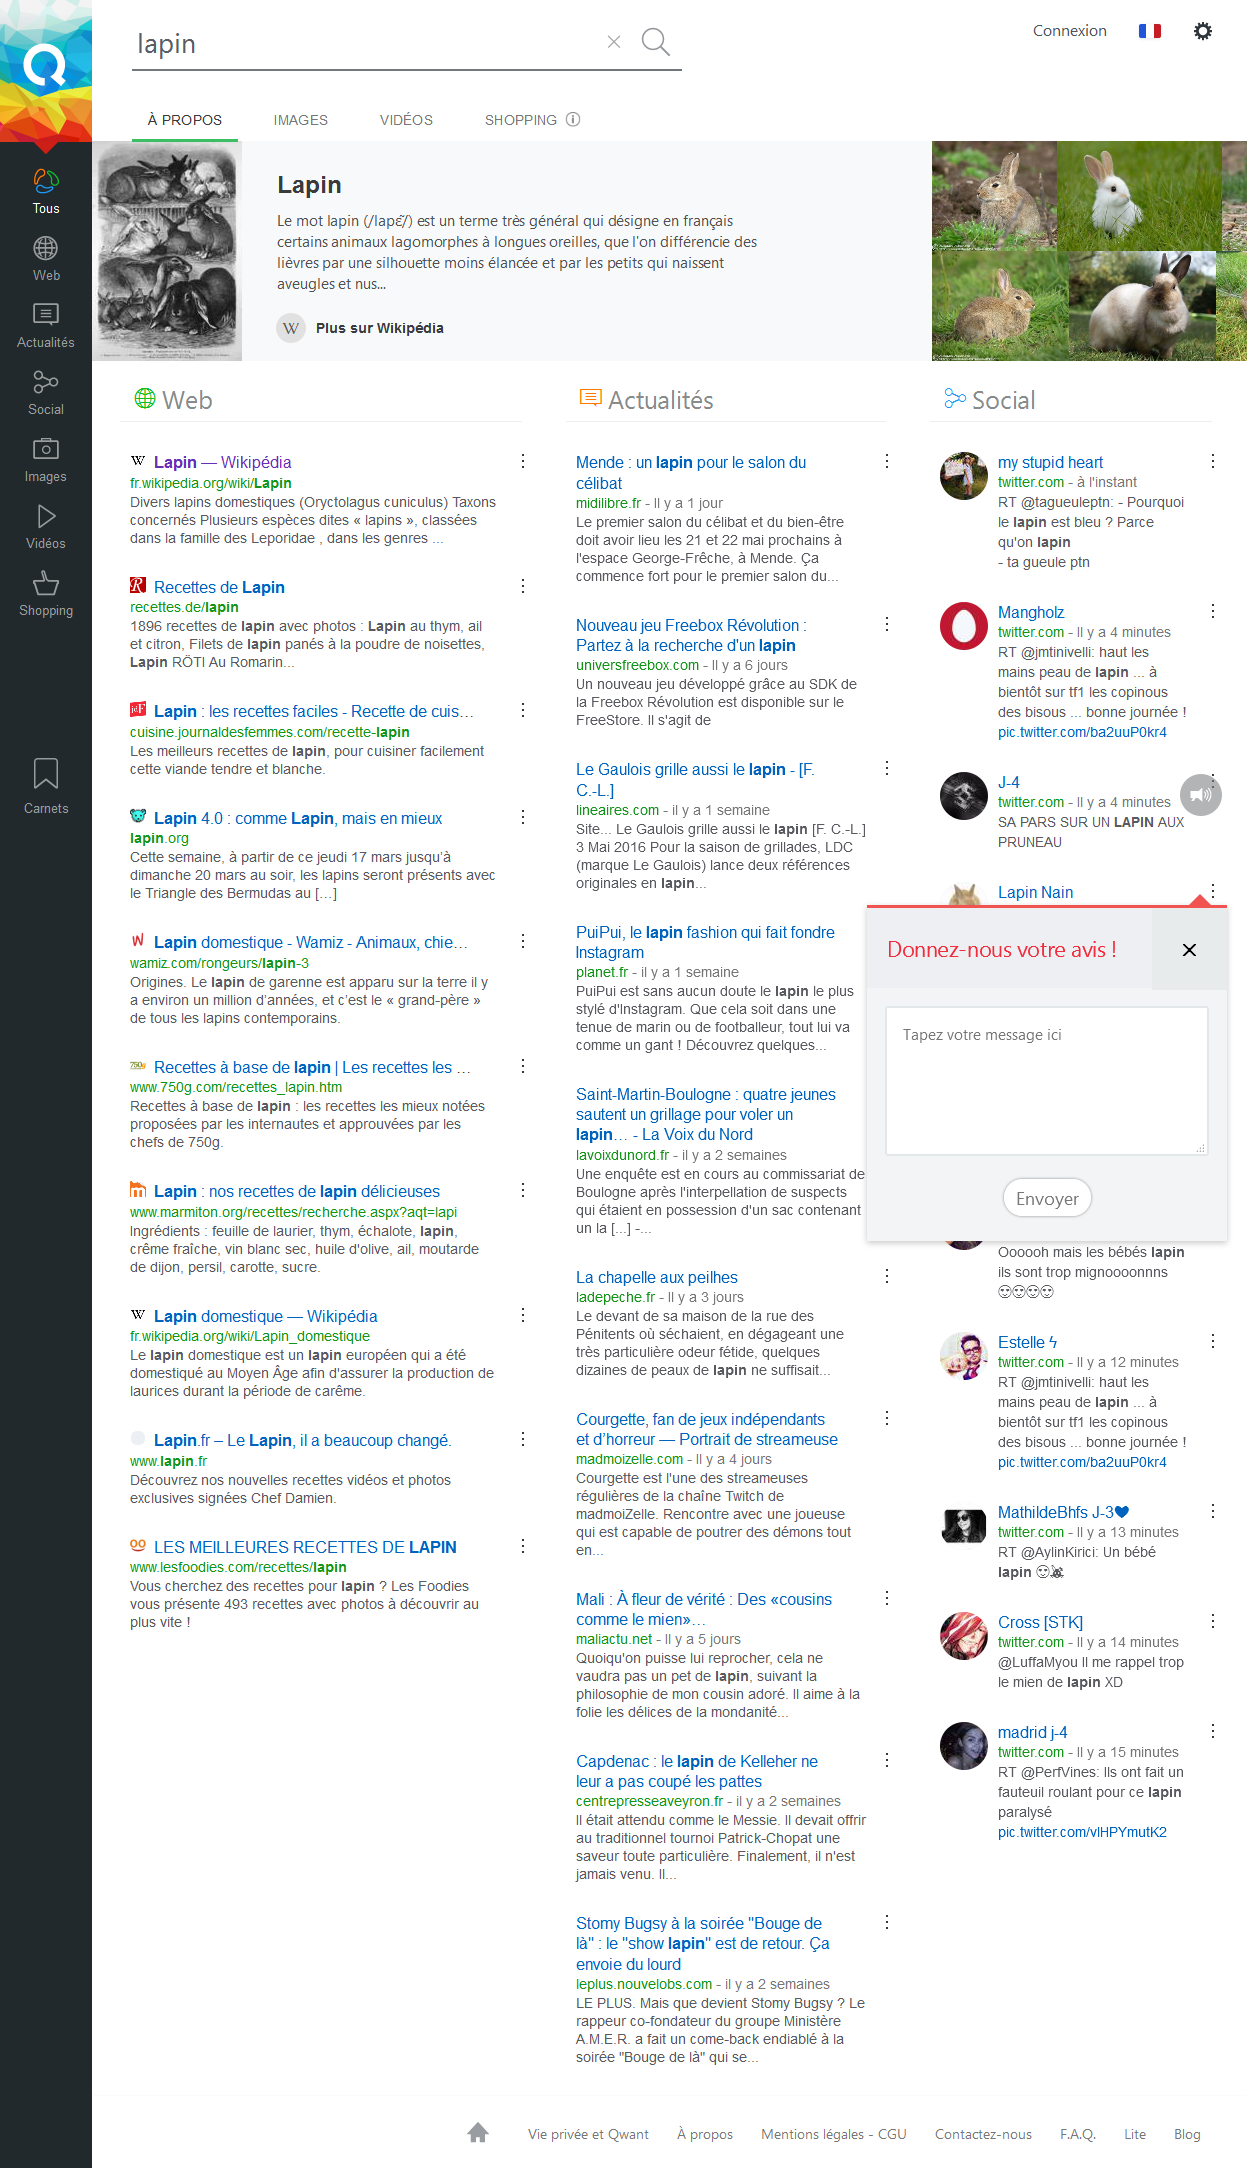 lapin
Connexion
À PROPOS
IMAGES
VIDÉOS
SHOPPING
Tous
Web
Actualités
Social
Images
Vidéos
Shopping
Carnets
Lapin
Le mot lapin (/lapɛ̃/) est un terme très général qui désigne en français
certains animaux lagomorphes à longues oreilles, que l'on différencie des
lièvres par une silhouette moins élancée et par les petits qui naissent
aveugles et nus...
W Plus sur Wikipédia
Web
W Lapin — Wikipédia
fr.wikipedia.org/wiki/Lapin
Divers lapins domestiques (Oryctolagus cuniculus) Taxons
concernés Plusieurs espèces dites « lapins », classées
dans la famille des Leporidae , dans les genres ...
Recettes de Lapin
recettes.de/lapin
1896 recettes de lapin avec photos : Lapin au thym, ail
et citron, Filets de lapin panés à la poudre de noisettes,
Lapin RÖTI Au Romarin...
Lapin : les recettes faciles - Recette de cuis...
cuisine.journaldesfemmes.com/recette-lapin
Les meilleurs recettes de lapin, pour cuisiner facilement
cette viande tendre et blanche.
Lapin 4.0 : comme Lapin, mais en mieux
lapin.org
Cette semaine, à partir de ce jeudi 17 mars jusqu'à
dimanche 20 mars au soir, les lapins seront présents avec
le Triangle des Bermudas au [...]
Lapin domestique - Wamiz - Animaux, chie...
wamiz.com/rongeurs/lapin-3
Origines. Le lapin de garenne est apparu sur la terre il y
a environ un million d'années, et c'est le « grand-père »
de tous les lapins contemporains.
750g Recettes à base de lapin | Les recettes les ...
www.750g.com/recettes_lapin.htm
Recettes à base de lapin : les recettes les mieux notées
proposées par les internautes et approuvées par les
chefs de 750g.
Lapin : nos recettes de lapin délicieuses
www.marmiton.org/recettes/recherche.aspx?aqt=lapi
Ingrédients : feuille de laurier, thym, échalote, lapin,
crême fraîche, vin blanc sec, huile d'olive, ail, moutarde
de dijon, persil, carotte, sucre.
W Lapin domestique — Wikipédia
fr.wikipedia.org/wiki/Lapin_domestique
Le lapin domestique est un lapin européen qui a été
domestiqué au Moyen Âge afin d'assurer la production de
laurices durant la période de carême.
Lapin.fr – Le Lapin, il a beaucoup changé.
www.lapin.fr
Découvrez nos nouvelles recettes vidéos et photos
exclusives signées Chef Damien.
LES MEILLEURES RECETTES DE LAPIN
www.lesfoodies.com/recettes/lapin
Vous cherchez des recettes pour lapin ? Les Foodies
vous présente 493 recettes avec photos à découvrir au
plus vite !
Actualités
Mende : un lapin pour le salon du
célibat
midilibre.fr - Il y a 1 jour
Le premier salon du célibat et du bien-être
doit avoir lieu les 21 et 22 mai prochains à
l'espace George-Frêche, à Mende. Ça
commence fort pour le premier salon du...
Nouveau jeu Freebox Révolution :
Partez à la recherche d'un lapin
universfreebox.com - Il y a 6 jours
Un nouveau jeu développé grâce au SDK de
la Freebox Révolution est disponible sur le
FreeStore. Il s'agit de
Le Gaulois grille aussi le lapin - [F.
C.-L.]
lineaires.com - il y a 1 semaine
Site... Le Gaulois grille aussi le lapin [F. C.-L.]
3 Mai 2016 Pour la saison de grillades, LDC
(marque Le Gaulois) lance deux références
originales en lapin...
PuiPui, le lapin fashion qui fait fondre
Instagram
planet.fr - il y a 1 semaine
PuiPui est sans aucun doute le lapin le plus
stylé d'Instagram. Que cela soit dans une
tenue de marin ou de footballeur, tout lui va
comme un gant ! Découvrez quelques...
Saint-Martin-Boulogne : quatre jeunes
sautent un grillage pour voler un
lapin... - La Voix du Nord
lavoixdunord.fr - il y a 2 semaines
Une enquête est en cours au commissariat de
Boulogne après l'interpellation de suspects
qui étaient en possession d'un sac contenant
un la [...] -...
La chapelle aux peilhes
ladepeche.fr - Il y a 3 jours
Le devant de sa maison de la rue des
Pénitents où séchaient, en dégageant une
très particulière odeur fétide, quelques
dizaines de peaux de lapin ne suffisait...
Courgette, fan de jeux indépendants
et d'horreur — Portrait de streameuse
madmoizelle.com - Il y a 4 jours
Courgette est l'une des streameuses
régulières de la chaîne Twitch de
madmoiZelle. Rencontre avec une joueuse
qui est capable de poutrer des démons tout
en...
Mali : À fleur de vérité : Des «cousins
comme le mien»...
maliactu.net - Il y a 5 jours
Quoiqu'on puisse lui reprocher, cela ne
vaudra pas un pet de lapin, suivant la
philosophie de mon cousin adoré. Il aime à la
folie les délices de la mondanité...
Capdenac : le lapin de Kelleher ne
leur a pas coupé les pattes
centrepresseaveyron.fr - il y a 2 semaines
Il était attendu comme le Messie. Il devait offrir
au traditionnel tournoi Patrick-Chopat une
saveur toute particulière. Finalement, il n'est
jamais venu. Il...
Stomy Bugsy à la soirée "Bouge de
là" : le "show lapin" est de retour. Ça
envoie du lourd
leplus.nouvelobs.com - il y a 2 semaines
LE PLUS. Mais que devient Stomy Bugsy ? Le
rappeur co-fondateur du groupe Ministère
A.M.E.R. a fait un come-back endiablé à la
soirée "Bouge de là" qui se...
Social
my stupid heart
twitter.com - à l'instant
RT @tagueuleptn: - Pourquoi
le lapin est bleu ? Parce
qu'on lapin
- ta gueule ptn
Mangholz
twitter.com - Il y a 4 minutes
RT @jmtinivelli: haut les
mains peau de lapin ... à
bientôt sur tf1 les copinous
des bisous ... bonne journée !
pic.twitter.com/ba2uuP0kr4
J-4
twitter.com - Il y a 4 minutes
SA PARS SUR UN LAPIN AUX
PRUNEAU
Lapin Nain
Donnez-nous votre avis !
Tapez votre message ici
Envoyer
Oooooh mais les bébés lapin
ils sont trop mignoooonnns
😍😍😍😍
Estelle ϟ
twitter.com - Il y a 12 minutes
RT @jmtinivelli: haut les
mains peau de lapin ... à
bientôt sur tf1 les copinous
des bisous ... bonne journée !
pic.twitter.com/ba2uuP0kr4
MathildeBhfs J-3♥
twitter.com - Il y a 13 minutes
RT @AylinKirici: Un bébé
lapin
Cross [STK]
twitter.com - Il y a 14 minutes
@LuffaMyou Il me rappel trop
le mien de lapin XD
madrid j-4
twitter.com - Il y a 15 minutes
RT @PerfVines: Ils ont fait un
fauteuil roulant pour ce lapin
paralysé
pic.twitter.com/vlHPYmutK2
Vie privée et Qwant
À propos
Mentions légales - CGU
Contactez-nous
F.A.Q.
Lite
Blog